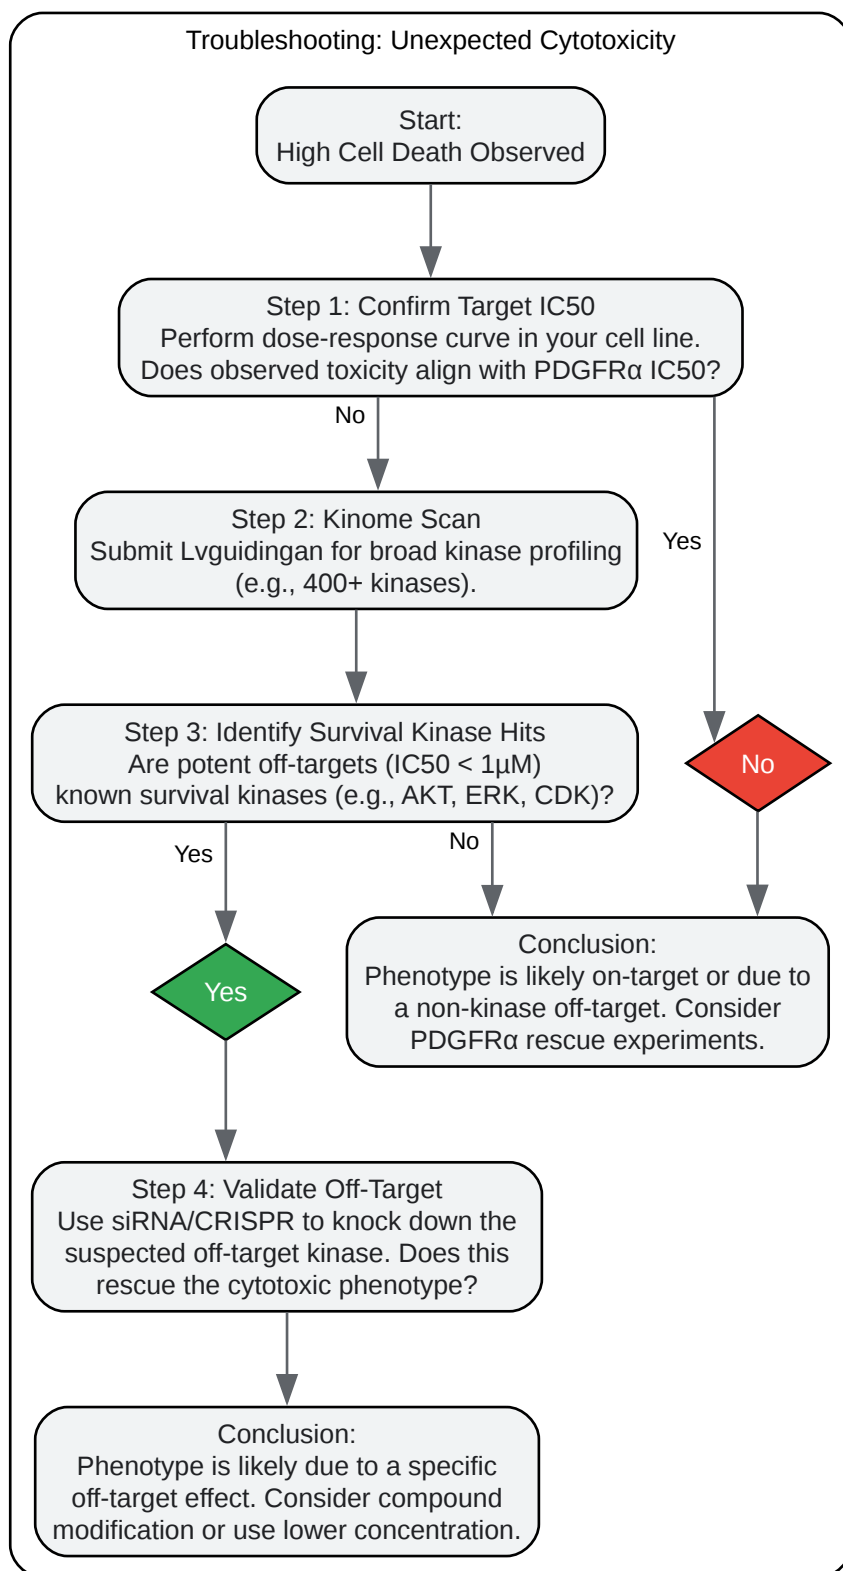 Troubleshooting: Unexpected Cytotoxicity
Start:
High Cell Death Observed
Step 1: Confirm Target IC50
Perform dose-response curve in your cell line.
Does observed toxicity align with PDGFRα IC50?
No
Yes
Step 2: Kinome Scan
Submit Lvguidingan for broad kinase profiling
(e.g., 400+ kinases).
Step 3: Identify Survival Kinase Hits
Are potent off-targets (IC50 < 1µM)
known survival kinases (e.g., AKT, ERK, CDK)?
No
Yes
No
Yes
Conclusion:
Phenotype is likely on-target or due to
a non-kinase off-target. Consider
PDGFRα rescue experiments.
Step 4: Validate Off-Target
Use siRNA/CRISPR to knock down the
suspected off-target kinase. Does this
rescue the cytotoxic phenotype?
Conclusion:
Phenotype is likely due to a specific
off-target effect. Consider compound
modification or use lower concentration.